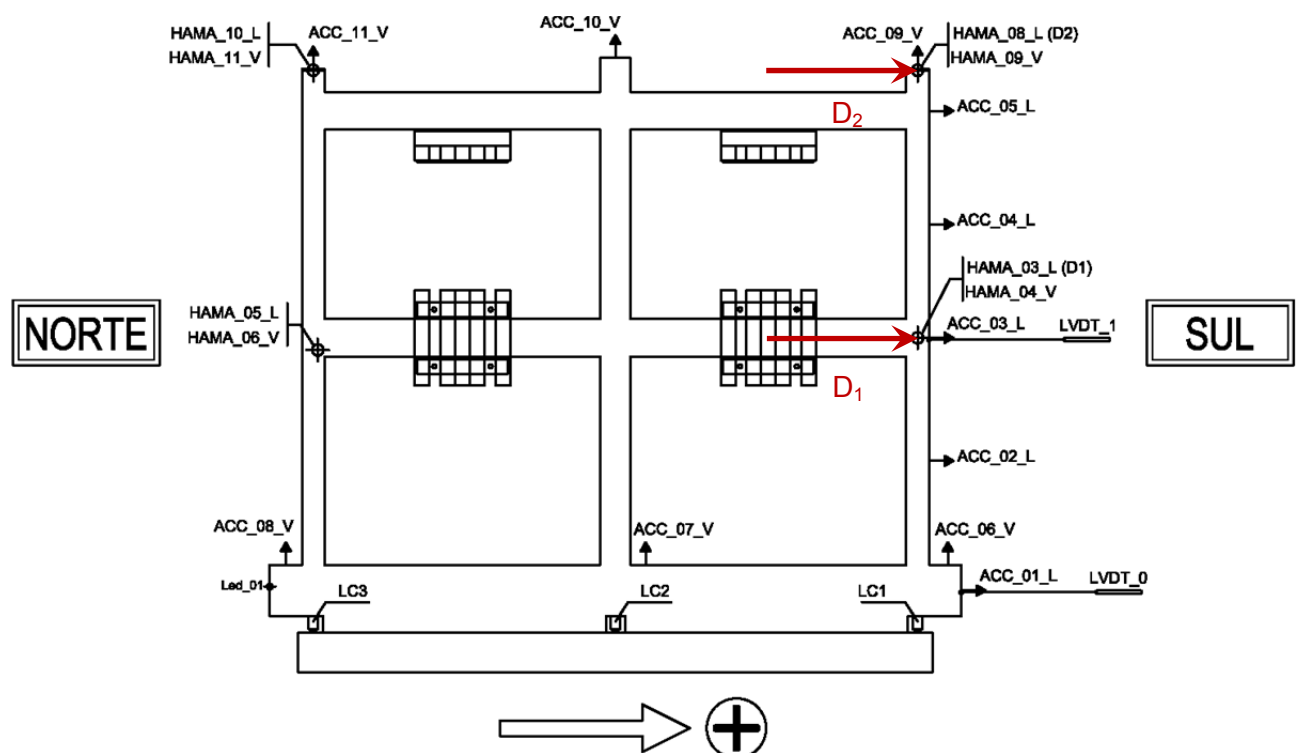 HAMA_10_L
HAMA_11_V
ACC_11_V
ACC_10_V
ACC_09_V
HAMA_08_L (D2)
HAMA_09_V
D2
ACC_05_L
ACC_04_L
HAMA_03_L (D1)
HAMA_04_V
ACC_03_L
LVDT_1
HAMA_05_L
HAMA_06_V
NORTE
SUL
D1
ACC_02_L
ACC_08_V
ACC_07_V
ACC_06_V
Led_01
ACC_01_L
LVDT_0
LC3
LC2
LC1
+